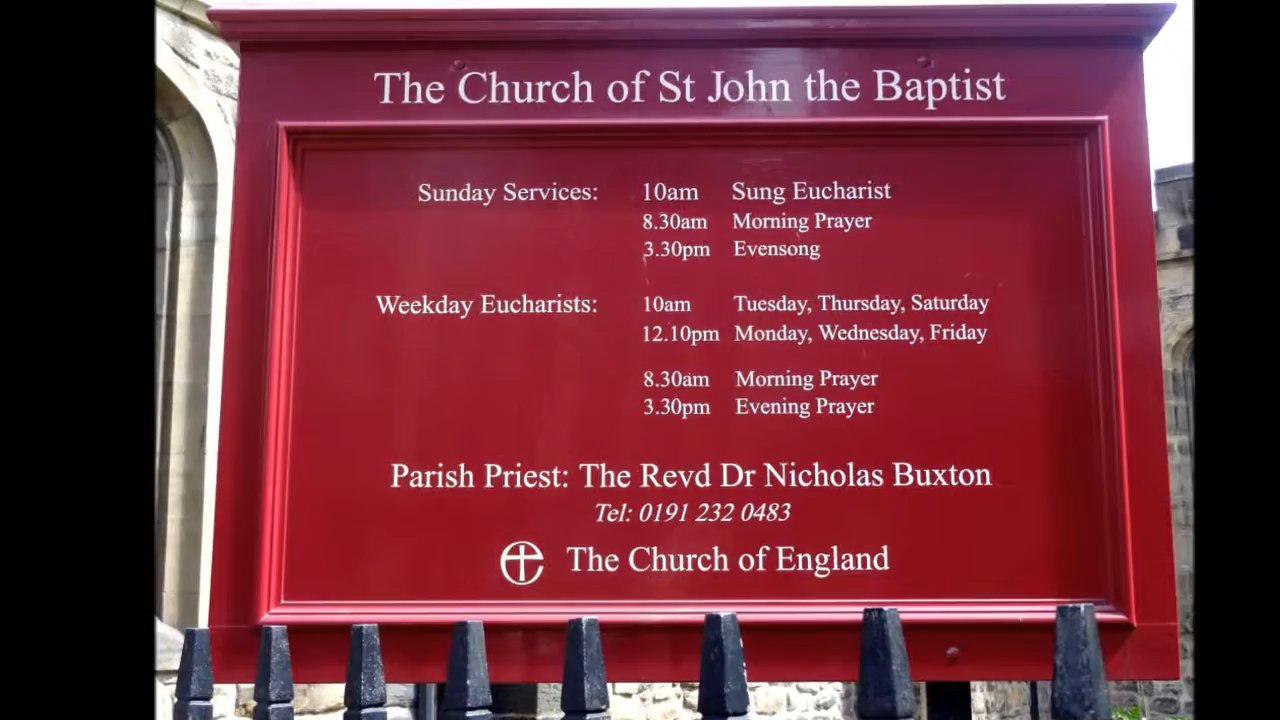 The Church of St John the Baptist
Sunday Services: 10am Sung Eucharist
8.30am Morning Prayer
3.30pm Evensong
Weekday Eucharists: 10am Tuesday, Thursday, Saturday
12.10pm Monday, Wednesday, Friday
8.30am Morning Prayer
3.30pm Evening Prayer
Parish Priest: The Revd Dr Nicholas Buxton
Tel: 0191 232 0483
The Church of England